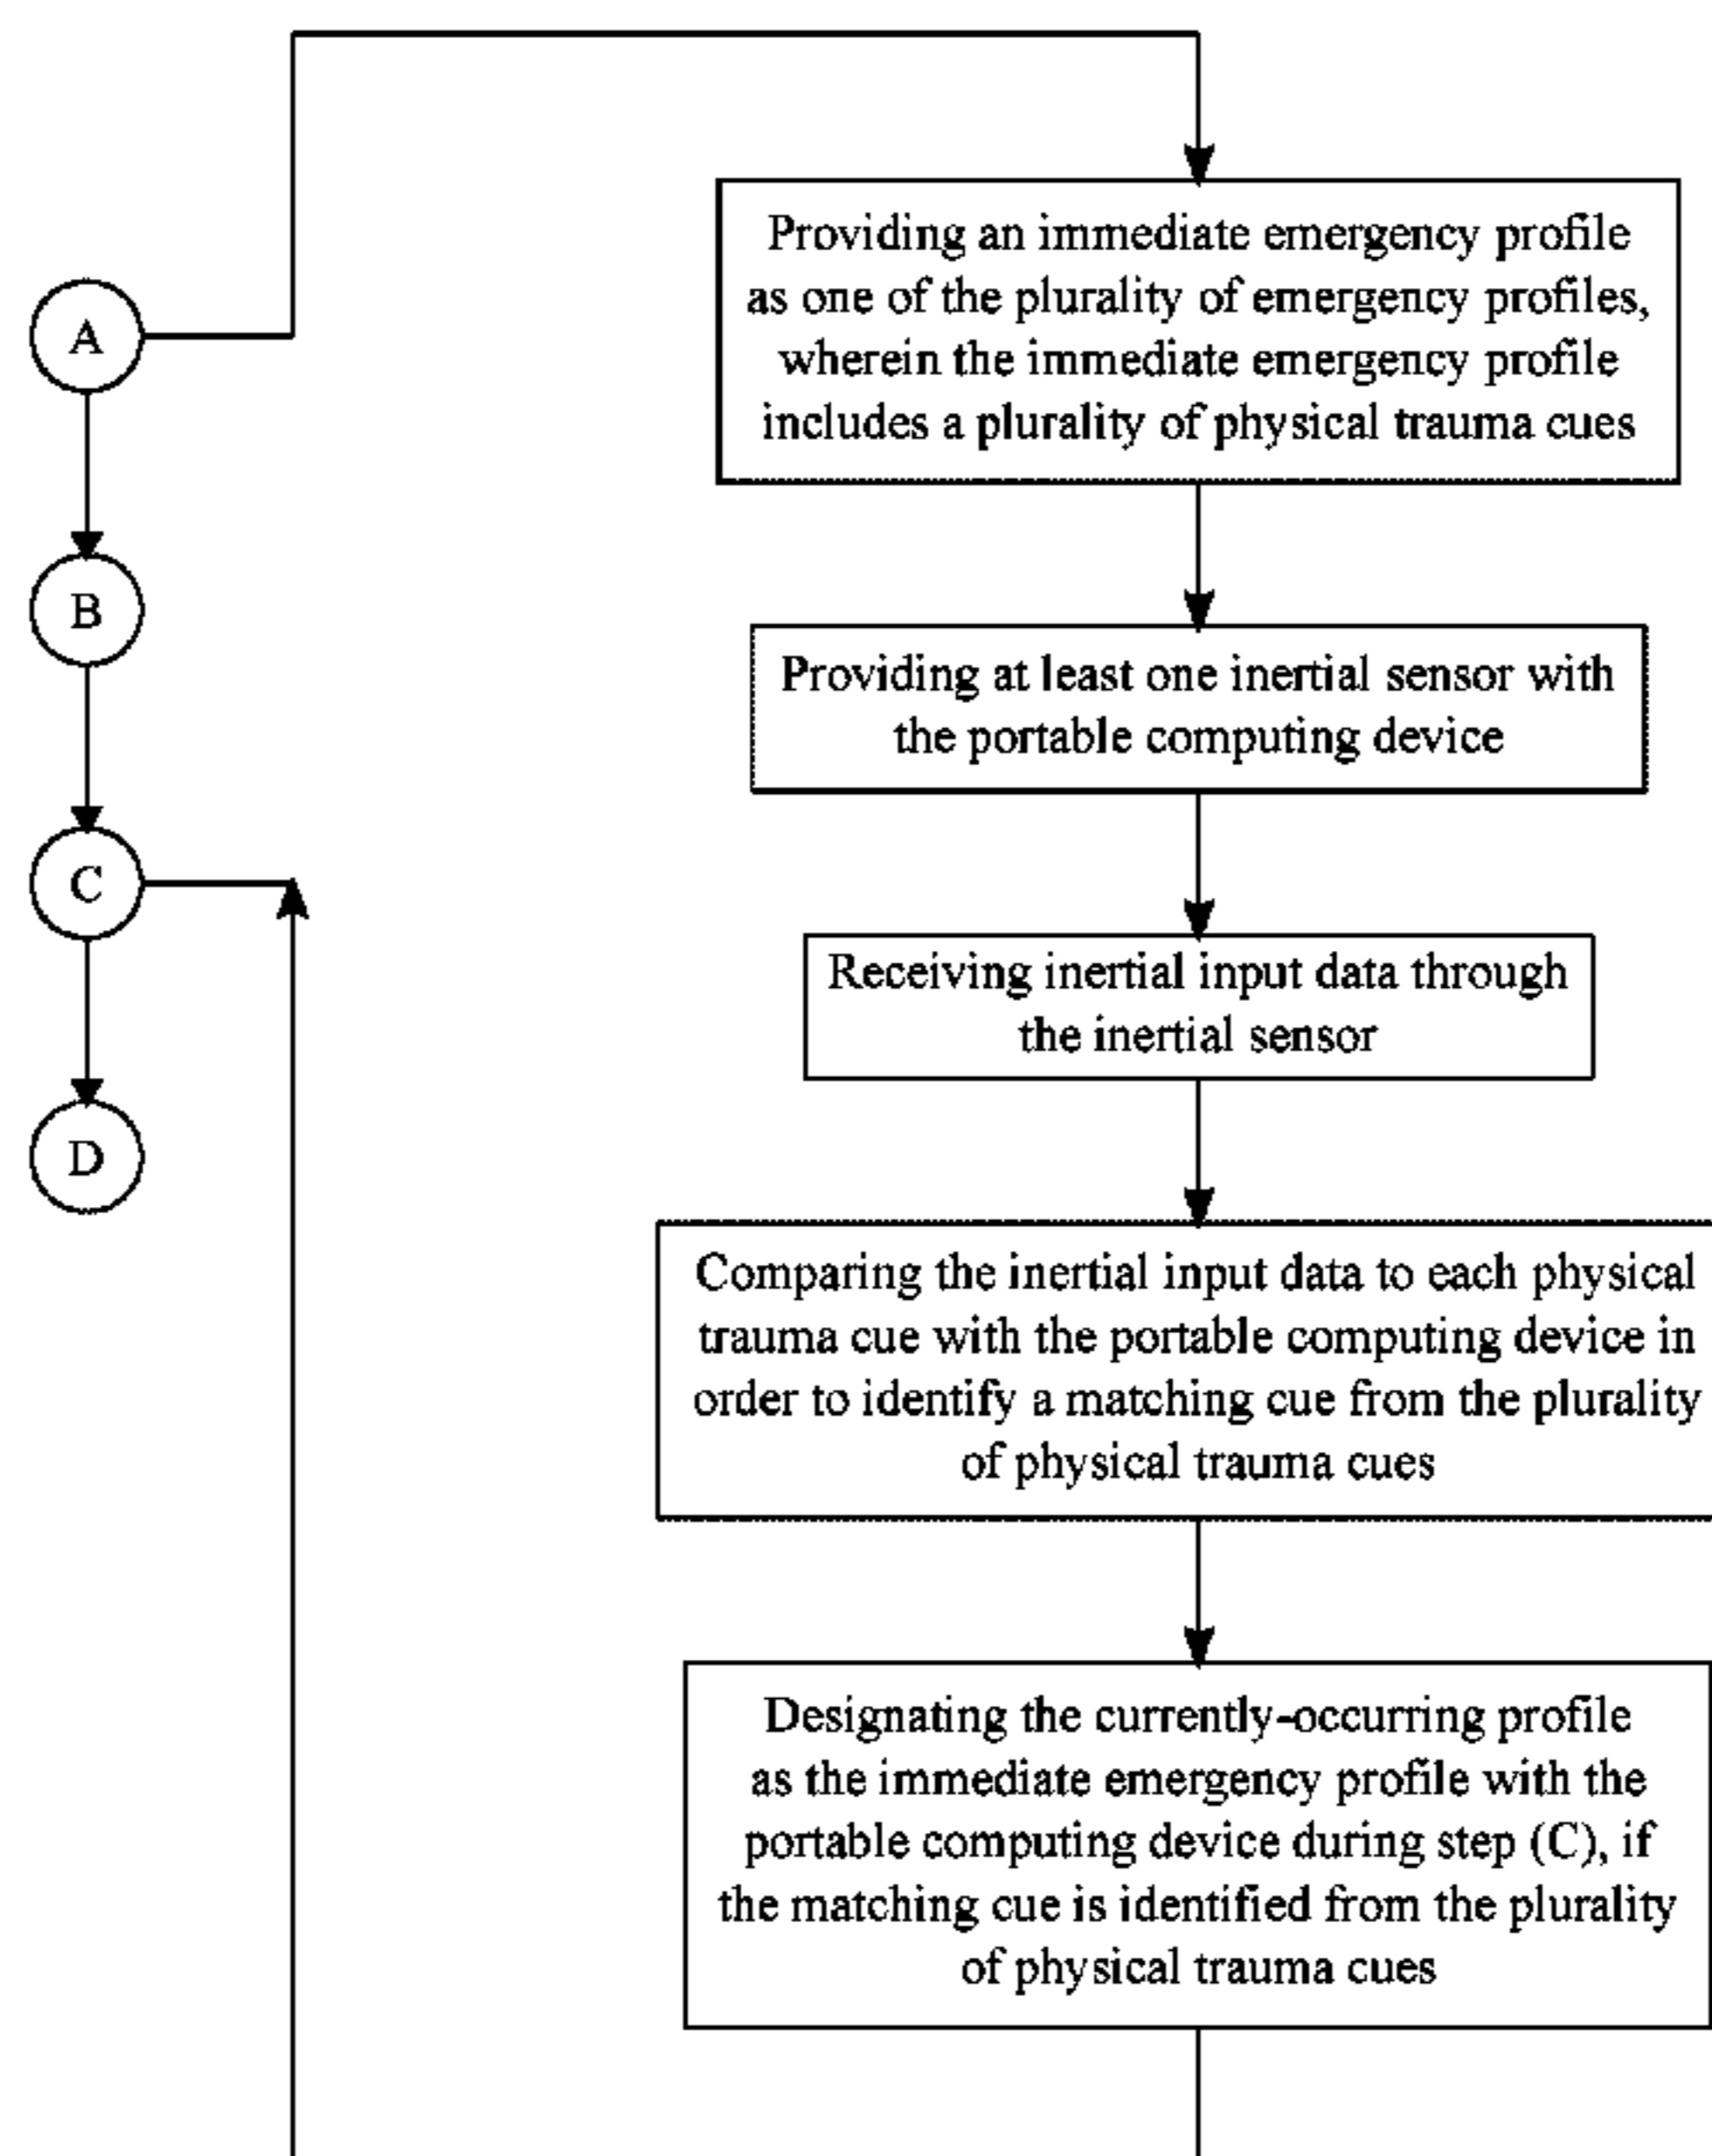 A
B
C
D
Providing an immediate emergency profile
as one of the plurality of emergency profiles,
wherein the immediate emergency profile
includes a plurality of physical trauma cues
Providing at least one inertial sensor with
the portable computing device
Receiving inertial input data through
the inertial sensor
Comparing the inertial input data to each physical
trauma cue with the portable computing device in
order to identify a matching cue from the plurality
of physical trauma cues
Designating the currently-occurring profile
as the immediate emergency profile with the
portable computing device during step (C), if
the matching cue is identified from the plurality
of physical trauma cues